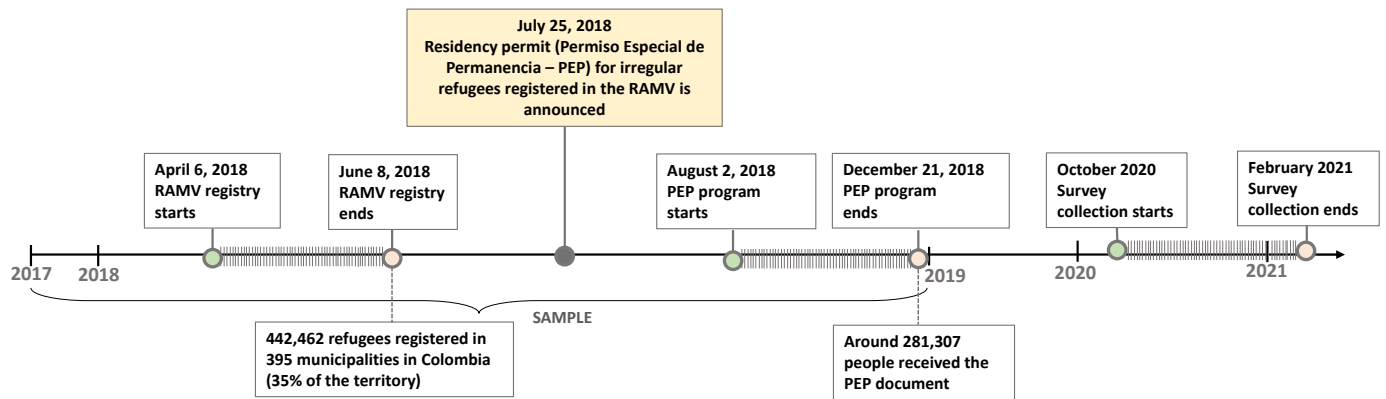 July 25, 2018
Residency permit (Permiso Especial de
Permanencia – PEP) for irregular
refugees registered in the RAMV is
announced
April 6, 2018
RAMV registry
starts
June 8, 2018
RAMV registry
ends
August 2, 2018
PEP program
starts
December 21, 2018
PEP program
ends
October 2020
Survey
collection starts
February 2021
Survey
collection ends
2017
2018
2019
2020
2021
SAMPLE
442,462 refugees registered in
395 municipalities in Colombia
(35% of the territory)
Around 281,307
people received the
PEP document